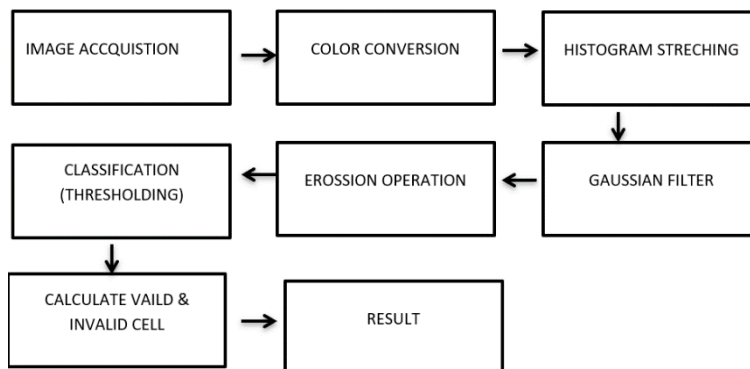 IMAGE ACCQUISTION
COLOR CONVERSION
HISTOGRAM STRECHING
GAUSSIAN FILTER
EROSSION OPERATION
CLASSIFICATION
(THRESHOLDING)
CALCULATE VAILD &
INVALID CELL
RESULT